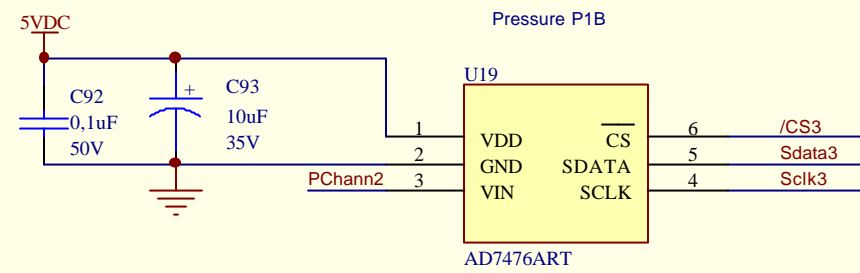 Pressure P1B
5VDC
U19
C92
0,1uF
50V
+
C93
10uF
35V
1 VDD CS 6 /CS3
2 GND SDATA 5 Sdata3
PChann2 3 VIN SCLK 4 Sclk3
AD7476ART